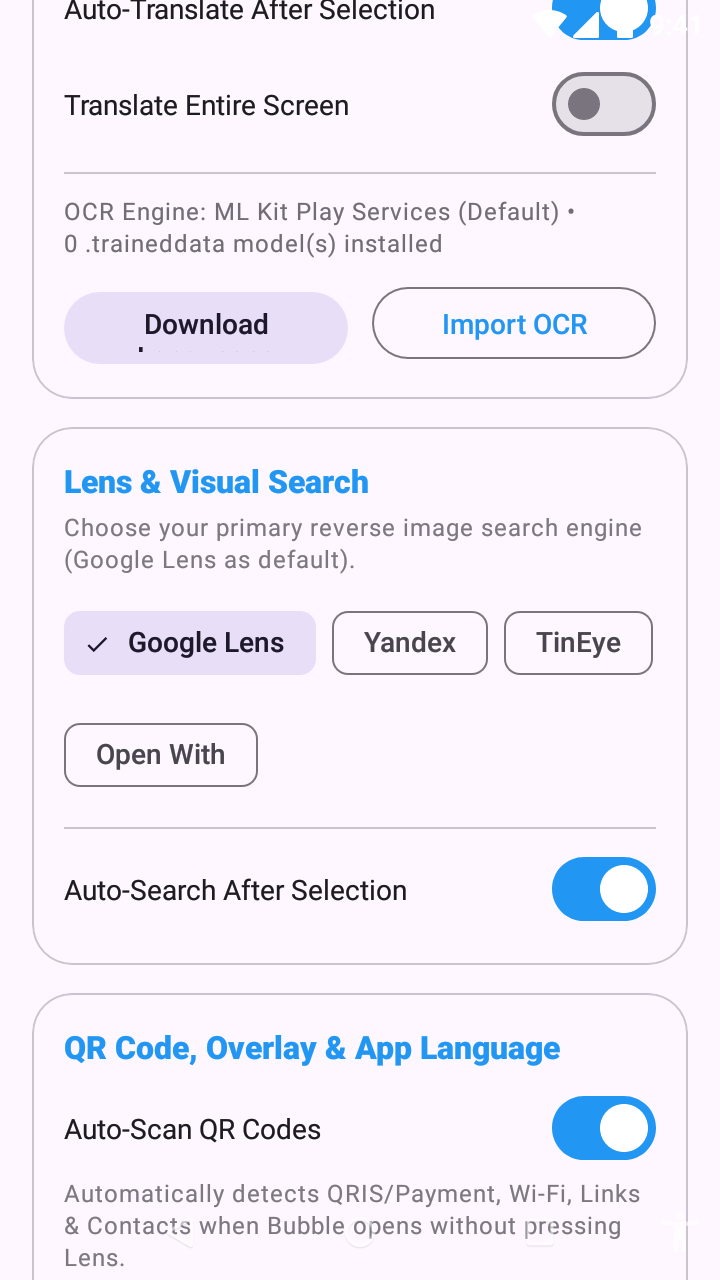 Auto-Translate After Selection
9:41
Translate Entire Screen
OCR Engine: ML Kit Play Services (Default) •
0 .traineddata model(s) installed
Download
Import OCR
Lens & Visual Search
Choose your primary reverse image search engine
(Google Lens as default).
Google Lens
Yandex
TinEye
Open With
Auto-Search After Selection
QR Code, Overlay & App Language
Auto-Scan QR Codes
Automatically detects QRIS/Payment, Wi-Fi, Links
& Contacts when Bubble opens without pressing
Lens.